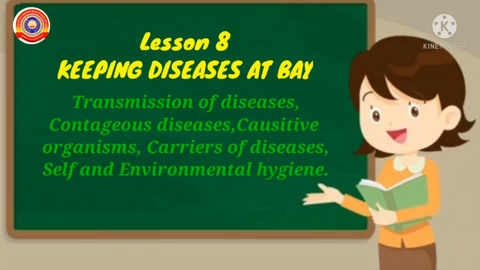 Lesson 8
KEEPING DISEASES AT BAY
Transmission of diseases,
Contageous diseases,Causitive
organisms, Carriers of diseases,
Self and Environmental hygiene.
KINEMASTER